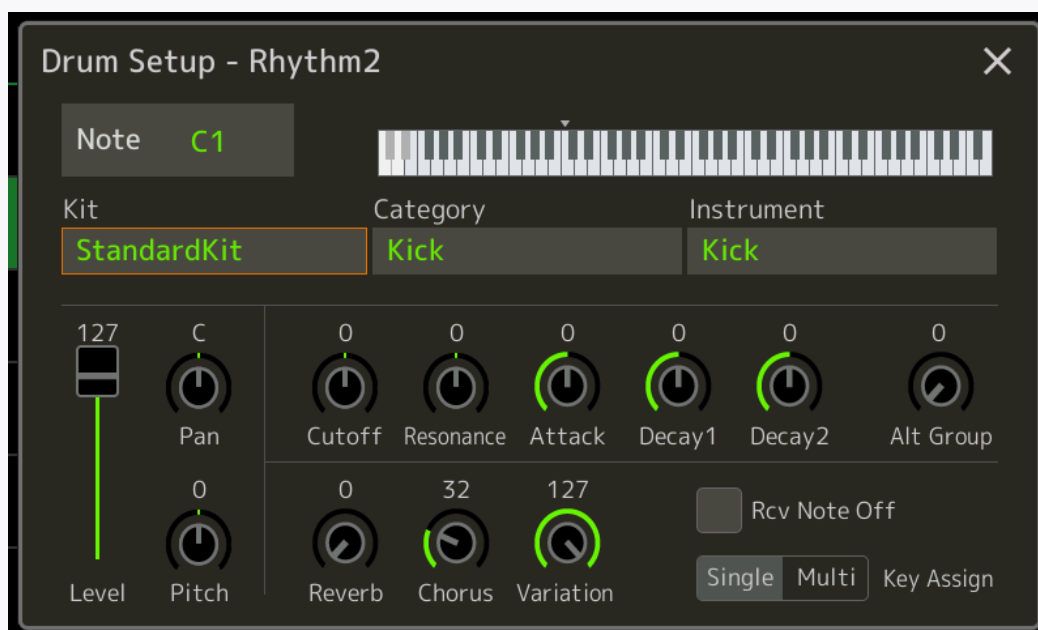 Drum Setup - Rhythm2
Note C1
Kit Category Instrument
StandardKit Kick Kick
127 C 0 0 0 0 0 0
Pan Cutoff Resonance Attack Decay1 Decay2 Alt Group
0 0 32 127
Rcv Note Off
Single Multi Key Assign
Level Pitch Reverb Chorus Variation